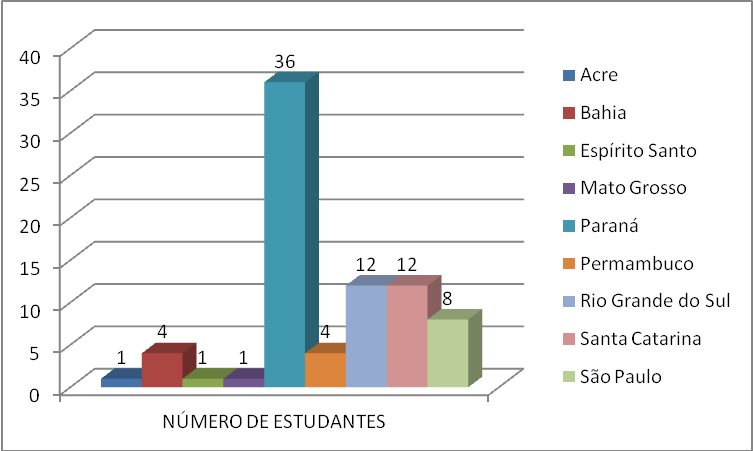 40
35
30
25
20
15
10
5
0
1
4
1
1
36
4
12
12
8
NÚMERO DE ESTUDANTES
Acre
Bahia
Espírito Santo
Mato Grosso
Paraná
Permambuco
Rio Grande do Sul
Santa Catarina
São Paulo